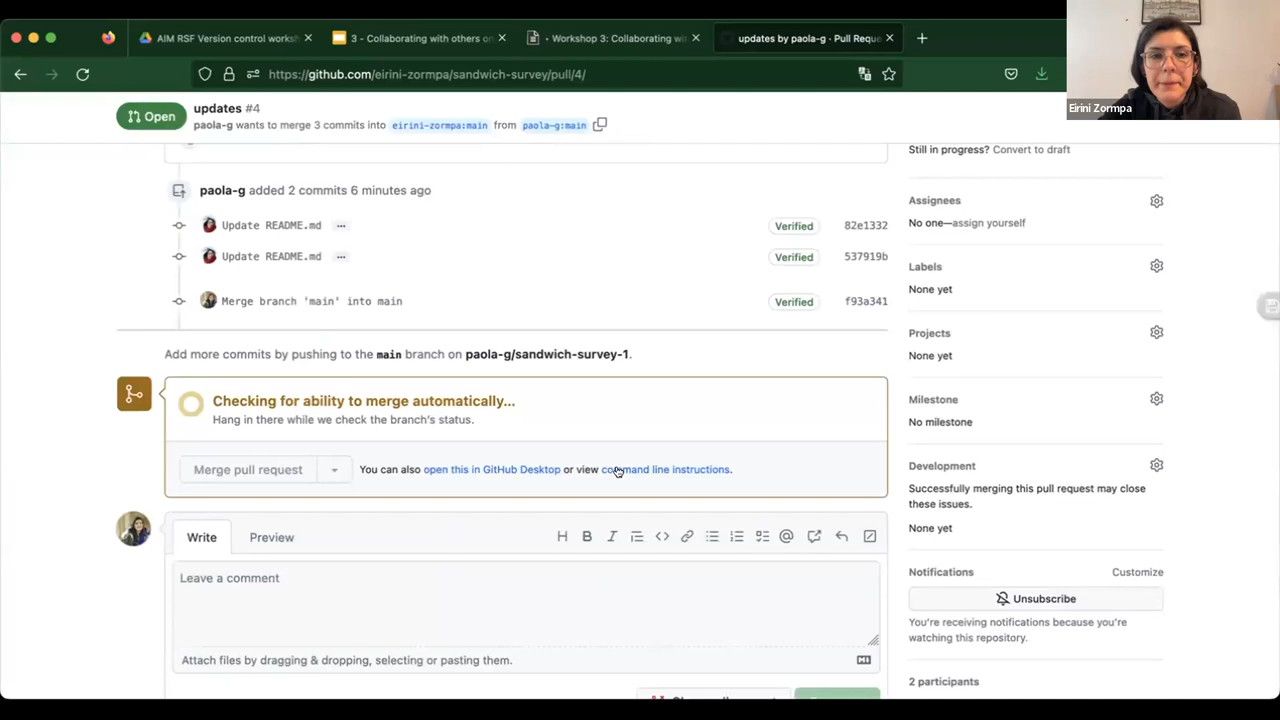 AIM RSF Version control works
3 - Collaborating with others o
Workshop 3: Collaborating wi
updates by paola-g · Pull Reque
https://github.com/eirini-zormpa/sandwich-survey/pull/4/
Eirini Zormpa
Open
updates #4
paola-g wants to merge 3 commits into eirini-zormpa:main from paola-g:main
Still in progress? Convert to draft
paola-g added 2 commits 6 minutes ago
Update README.md ... Verified 82e1332
Update README.md ... Verified 537919b
Merge branch 'main' into main Verified f93a341
Add more commits by pushing to the main branch on paola-g/sandwich-survey-1.
Checking for ability to merge automatically...
Hang in there while we check the branch's status.
Merge pull request
You can also open this in GitHub Desktop or view command line instructions.
Write
Preview
Leave a comment
Attach files by dragging & dropping, selecting or pasting them.
Assignees
No one—assign yourself
Labels
None yet
Projects
None yet
Milestone
No milestone
Development
Successfully merging this pull request may close
these issues.
None yet
Notifications
Customize
Unsubscribe
You're receiving notifications because you're
watching this repository.
2 participants